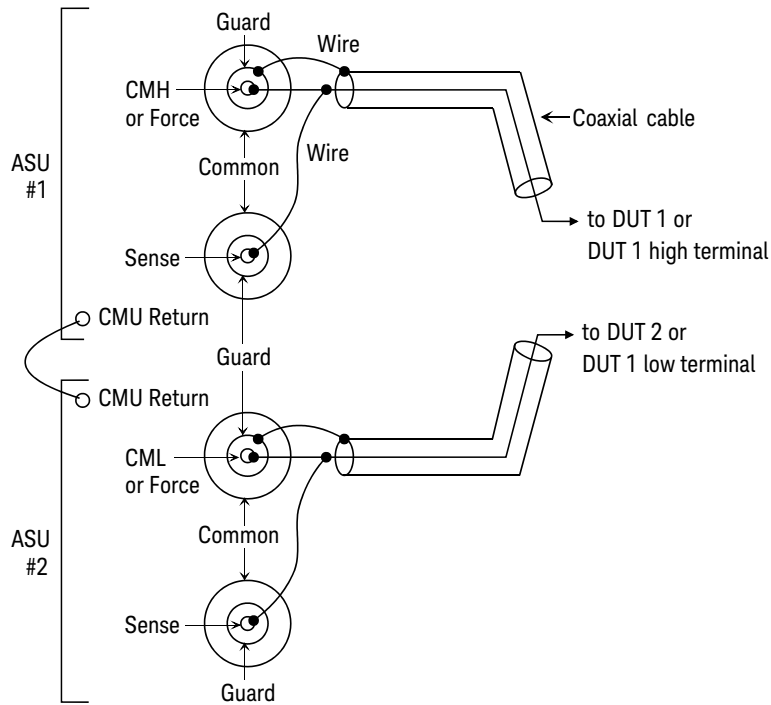 Guard
Wire
CMH
or Force
Coaxial cable
ASU
#1
Common
Wire
to DUT 1 or
DUT 1 high terminal
Sense
CMU Return
Guard
to DUT 2 or
DUT 1 low terminal
CMU Return
CML
or Force
ASU
#2
Common
Sense
Guard